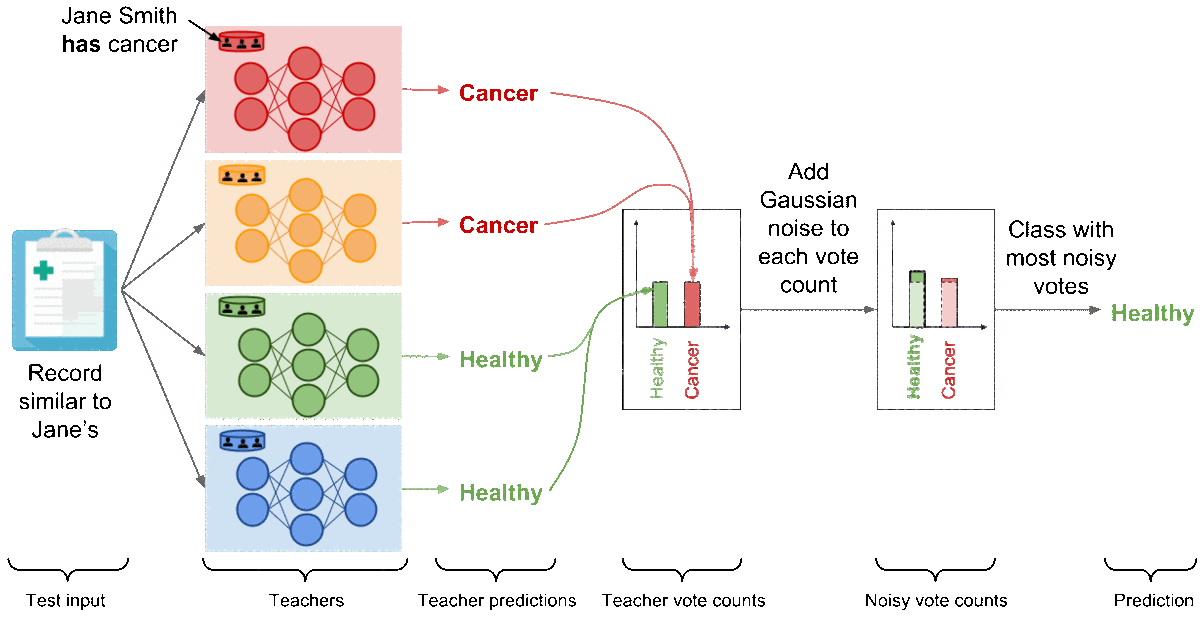 Jane Smith
has cancer
Record
similar to
Jane's
Cancer
Cancer
Healthy
Healthy
Healthy
Cancer
Add
Gaussian
noise to
each vote
count
Healthy
Cancer
Class with
most noisy
votes
Healthy
Test input
Teachers
Teacher predictions
Teacher vote counts
Noisy vote counts
Prediction